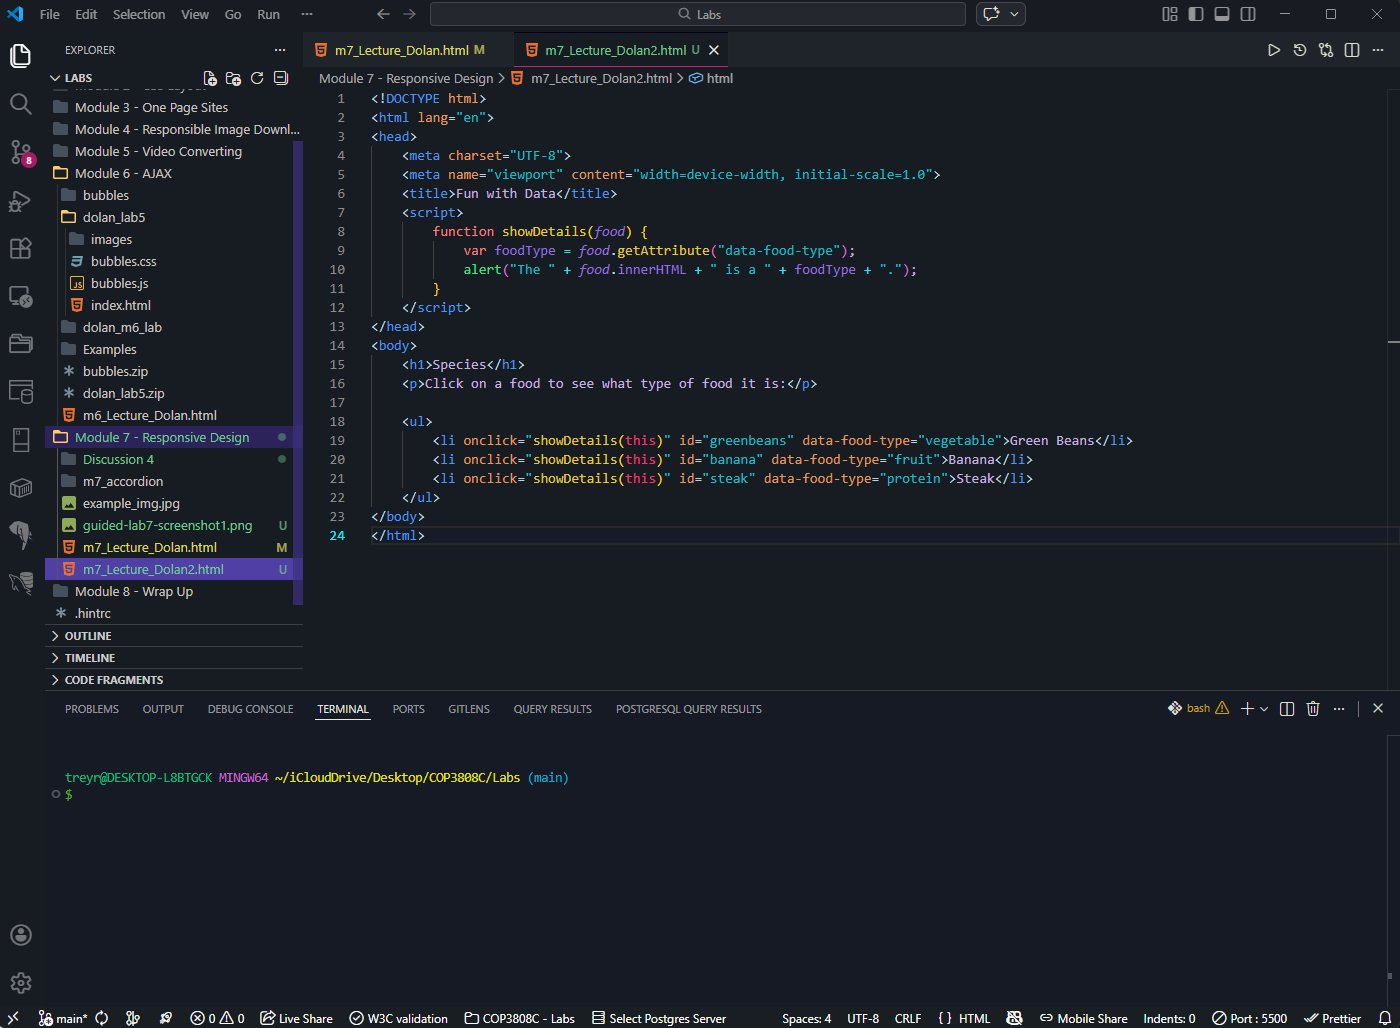 File Edit Selection View Go Run ···
Labs
EXPLORER ···
LABS
Module 3 - One Page Sites
Module 4 - Responsible Image Downl...
Module 5 - Video Converting
Module 6 - AJAX
bubbles
dolan_lab5
images
bubbles.css
bubbles.js
index.html
dolan_m6_lab
Examples
bubbles.zip
dolan_lab5.zip
m6_Lecture_Dolan.html
Module 7 - Responsive Design
Discussion 4
m7_accordion
example_img.jpg
guided-lab7-screenshot1.png U
m7_Lecture_Dolan.html M
m7_Lecture_Dolan2.html U
Module 8 - Wrap Up
.hintrc
OUTLINE
TIMELINE
CODE FRAGMENTS
8
m7_Lecture_Dolan.html M m7_Lecture_Dolan2.html U
Module 7 - Responsive Design > m7_Lecture_Dolan2.html > html
1 <!DOCTYPE html>
2 <html lang="en">
3 <head>
4 <meta charset="UTF-8">
5 <meta name="viewport" content="width=device-width, initial-scale=1.0">
6 <title>Fun with Data</title>
7 <script>
8 function showDetails(food) {
9 var foodType = food.getAttribute("data-food-type");
10 alert("The " + food.innerHTML + " is a " + foodType + ".");
11 }
12 </script>
13 </head>
14 <body>
15 <h1>Species</h1>
16 <p>Click on a food to see what type of food it is:</p>
17
18 <ul>
19 <li onclick="showDetails(this)" id="greenbeans" data-food-type="vegetable">Green Beans</li>
20 <li onclick="showDetails(this)" id="banana" data-food-type="fruit">Banana</li>
21 <li onclick="showDetails(this)" id="steak" data-food-type="protein">Steak</li>
22 </ul>
23 </body>
24 </html>
PROBLEMS OUTPUT DEBUG CONSOLE TERMINAL PORTS GITLENS QUERY RESULTS POSTGRESQL QUERY RESULTS bash
treyr@DESKTOP-L8BTGCK MINGW64 ~/iCloudDrive/Desktop/COP3808C/Labs (main)
$
main* 0 0 Live Share W3C validation COP3808C - Labs Select Postgres Server Spaces: 4 UTF-8 CRLF { } HTML Mobile Share Indents: 0 Port : 5500 Prettier